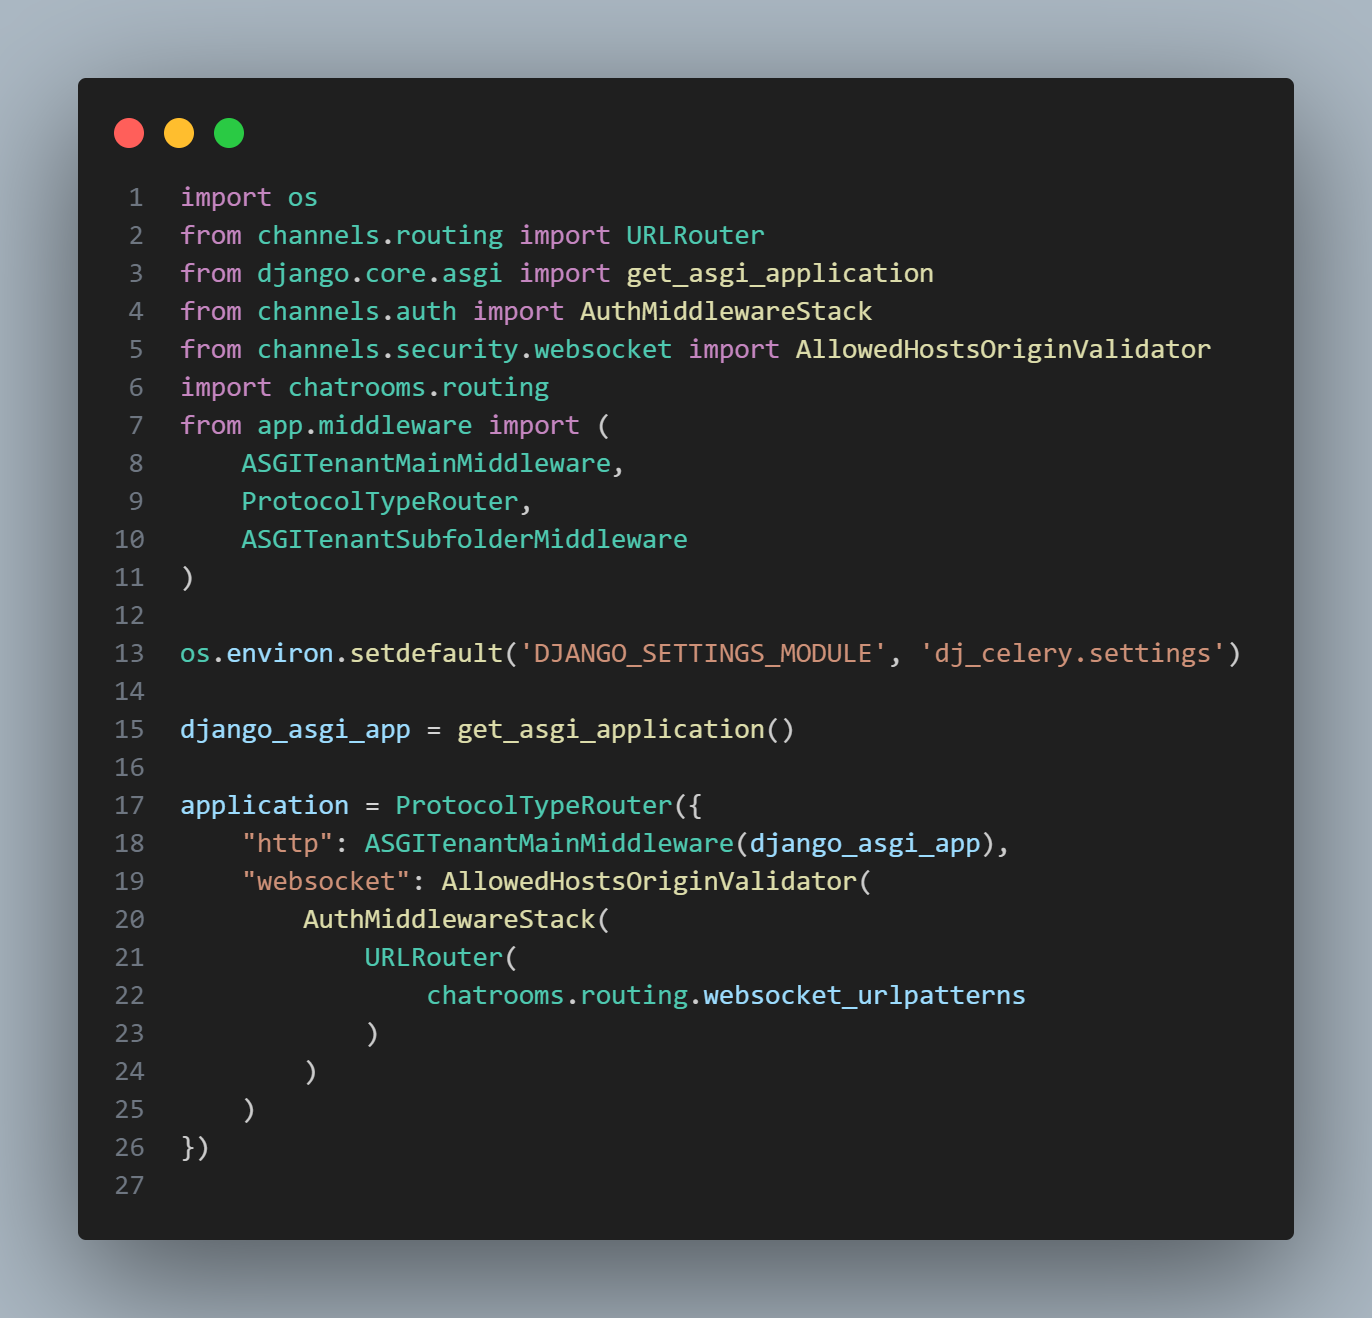 1 import os
2 from channels.routing import URLRouter
3 from django.core.asgi import get_asgi_application
4 from channels.auth import AuthMiddlewareStack
5 from channels.security.websocket import AllowedHostsOriginValidator
6 import chatrooms.routing
7 from app.middleware import (
8     ASGITenantMainMiddleware,
9     ProtocolTypeRouter,
10     ASGITenantSubfolderMiddleware
11 )
12
13 os.environ.setdefault('DJANGO_SETTINGS_MODULE', 'dj_celery.settings')
14
15 django_asgi_app = get_asgi_application()
16
17 application = ProtocolTypeRouter({
18     "http": ASGITenantMainMiddleware(django_asgi_app),
19     "websocket": AllowedHostsOriginValidator(
20         AuthMiddlewareStack(
21             URLRouter(
22                 chatrooms.routing.websocket_urlpatterns
23             )
24         )
25     )
26 })
27